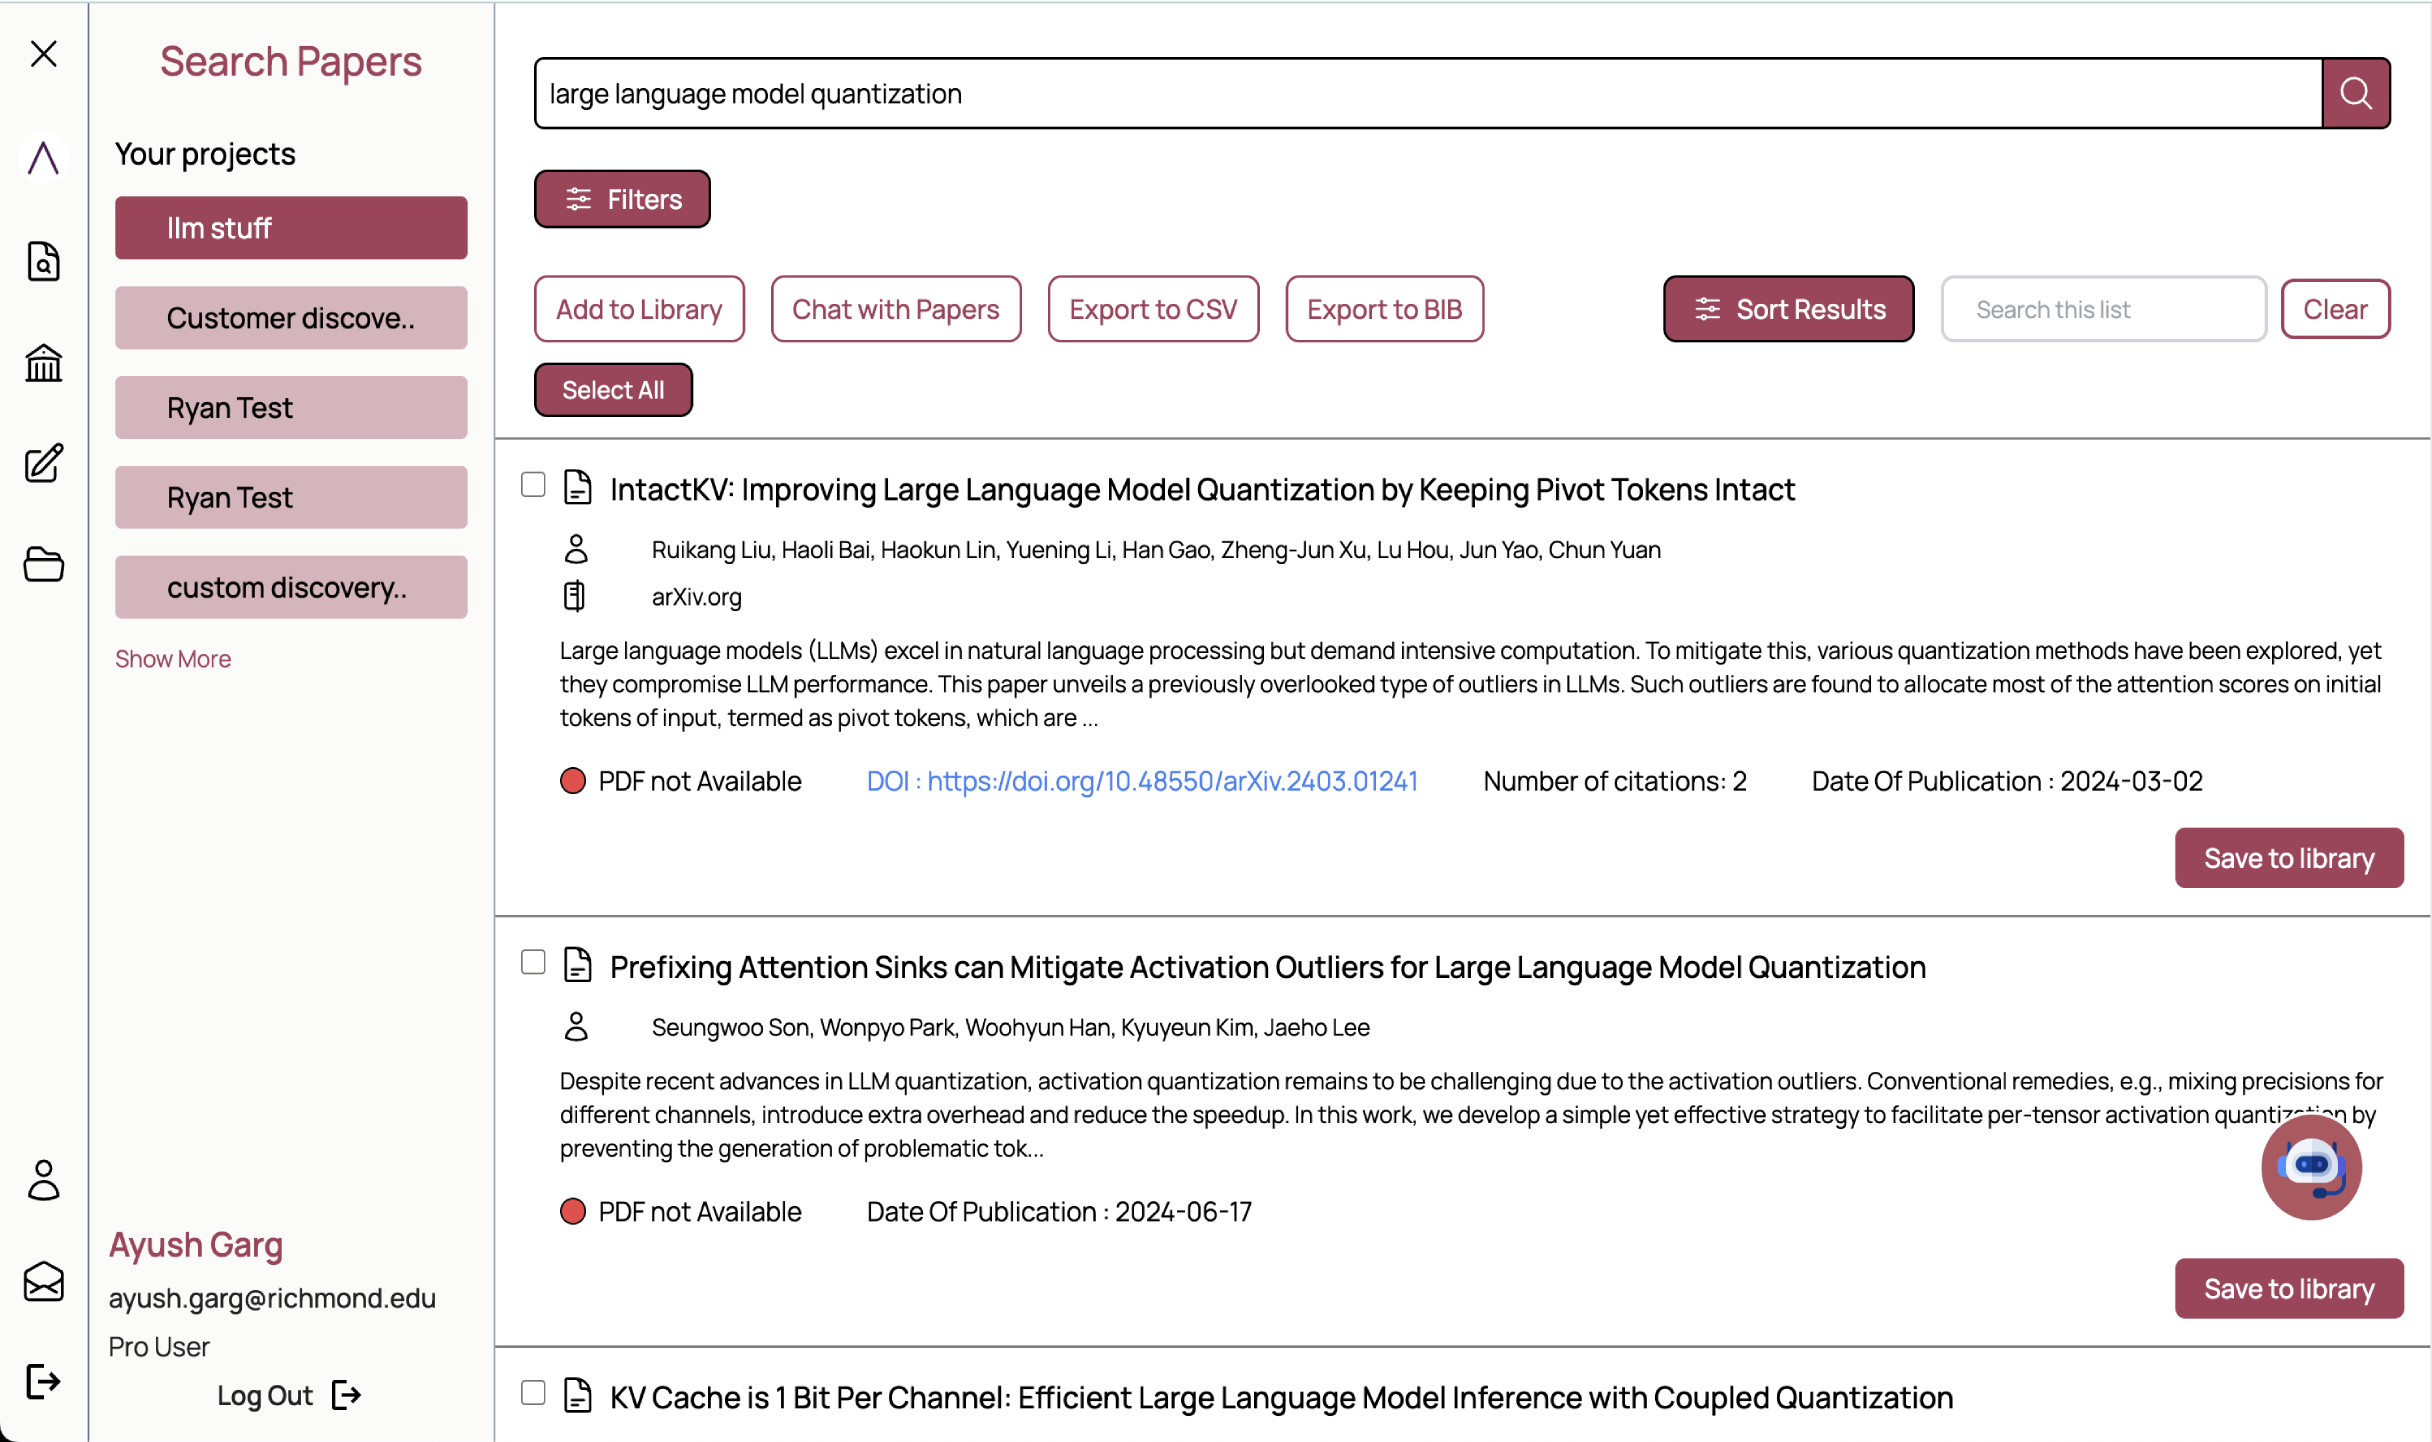 Search Papers
Your projects
llm stuff
Customer discove..
Ryan Test
Ryan Test
custom discovery..
Show More
Ayush Garg
ayush.garg@richmond.edu
Pro User
Log Out
large language model quantization
Filters
Add to Library
Chat with Papers
Export to CSV
Export to BIB
Sort Results
Search this list
Clear
Select All
IntactKV: Improving Large Language Model Quantization by Keeping Pivot Tokens Intact
Ruikang Liu, Haoli Bai, Haokun Lin, Yuening Li, Han Gao, Zheng-Jun Xu, Lu Hou, Jun Yao, Chun Yuan
arXiv.org
Large language models (LLMs) excel in natural language processing but demand intensive computation. To mitigate this, various quantization methods have been explored, yet
they compromise LLM performance. This paper unveils a previously overlooked type of outliers in LLMs. Such outliers are found to allocate most of the attention scores on initial
tokens of input, termed as pivot tokens, which are ...
PDF not Available
DOI : https://doi.org/10.48550/arXiv.2403.01241
Number of citations: 2
Date Of Publication : 2024-03-02
Save to library
Prefixing Attention Sinks can Mitigate Activation Outliers for Large Language Model Quantization
Seungwoo Son, Wonpyo Park, Woohyun Han, Kyuyeun Kim, Jaeho Lee
Despite recent advances in LLM quantization, activation quantization remains to be challenging due to the activation outliers. Conventional remedies, e.g., mixing precisions for
different channels, introduce extra overhead and reduce the speedup. In this work, we develop a simple yet effective strategy to facilitate per-tensor activation quantization by
preventing the generation of problematic tok...
PDF not Available
Date Of Publication : 2024-06-17
Save to library
KV Cache is 1 Bit Per Channel: Efficient Large Language Model Inference with Coupled Quantization